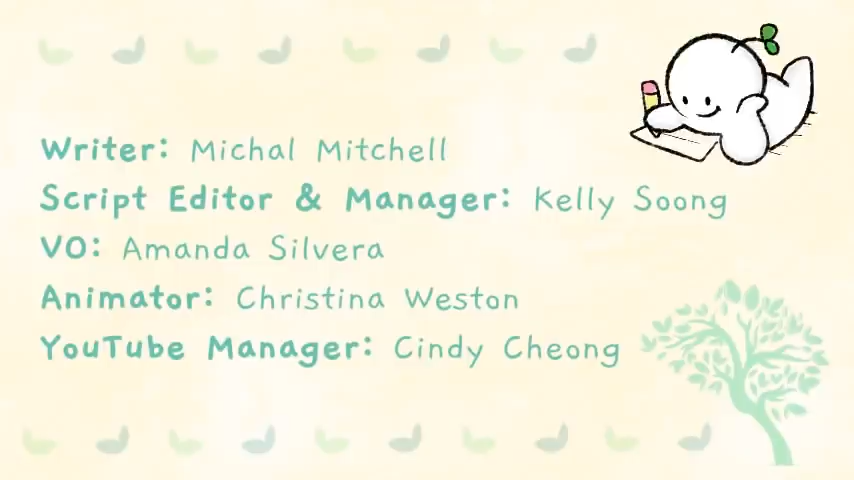 Writer: Michal Mitchell
Script Editor & Manager: Kelly Soong
VO: Amanda Silvera
Animator: Christina Weston
YouTube Manager: Cindy Cheong